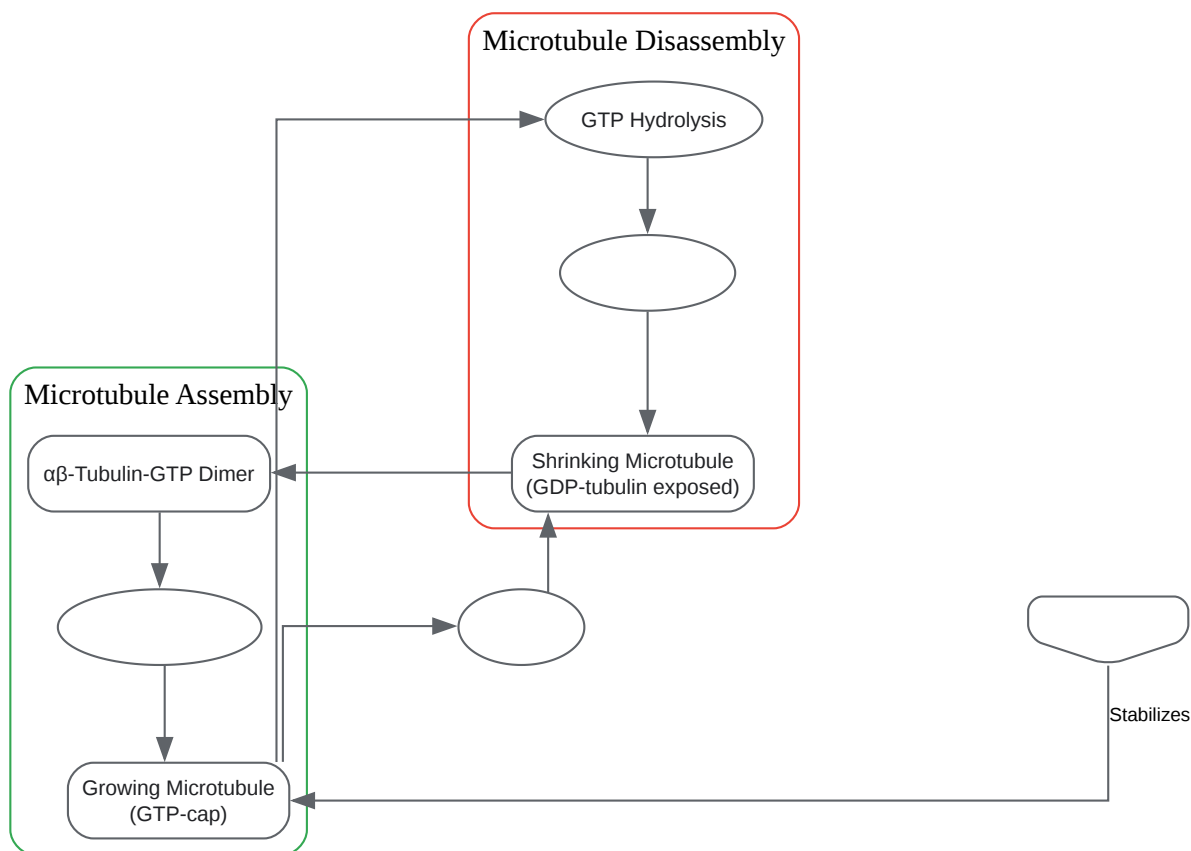 Microtubule Disassembly
GTP Hydrolysis
Microtubule Assembly
αβ-Tubulin-GTP Dimer
Shrinking Microtubule
(GDP-tubulin exposed)
Stabilizes
Growing Microtubule
(GTP-cap)